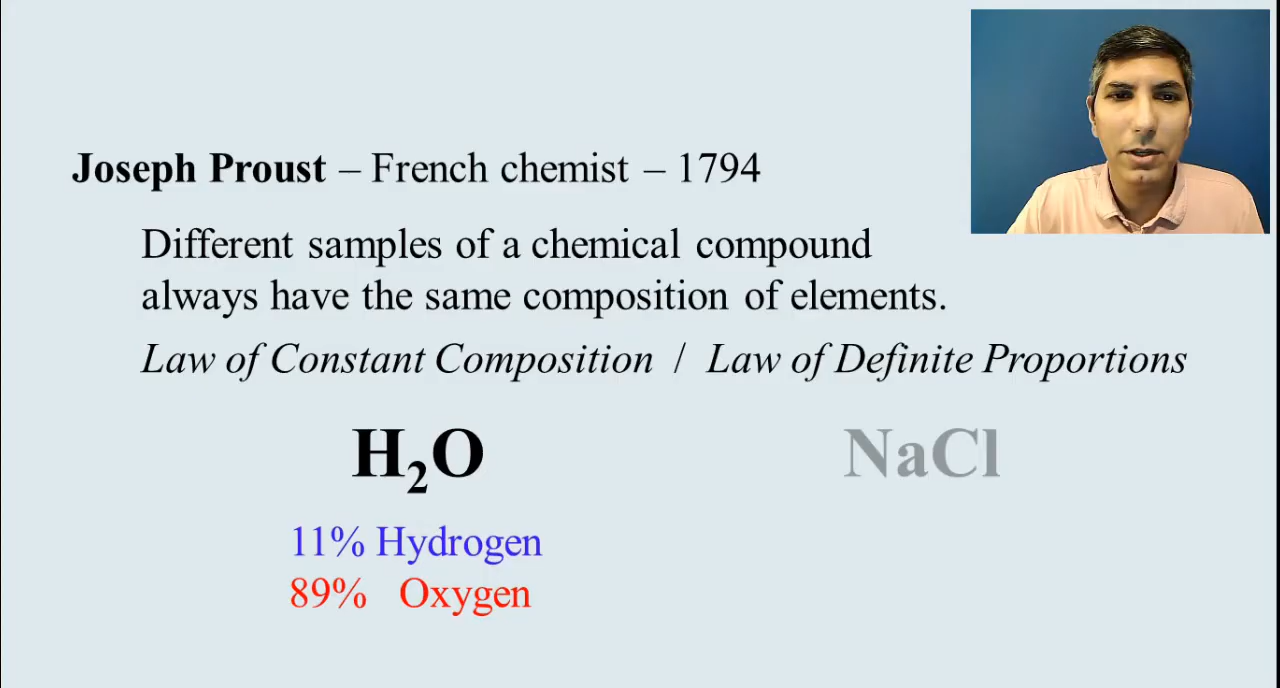 Joseph Proust – French chemist – 1794
Different samples of a chemical compound
always have the same composition of elements.
Law of Constant Composition / Law of Definite Proportions
H₂O NaCl
11% Hydrogen
89% Oxygen